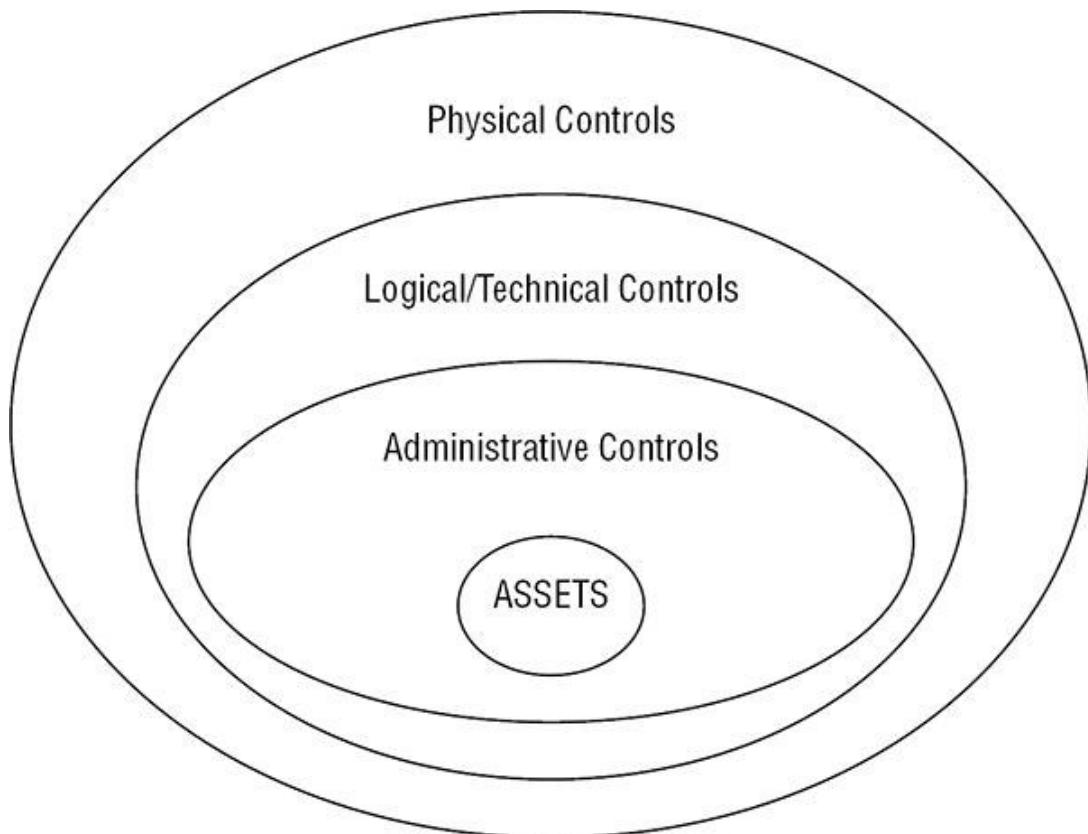 Physical Controls
Logical/Technical Controls
Administrative Controls
ASSETS